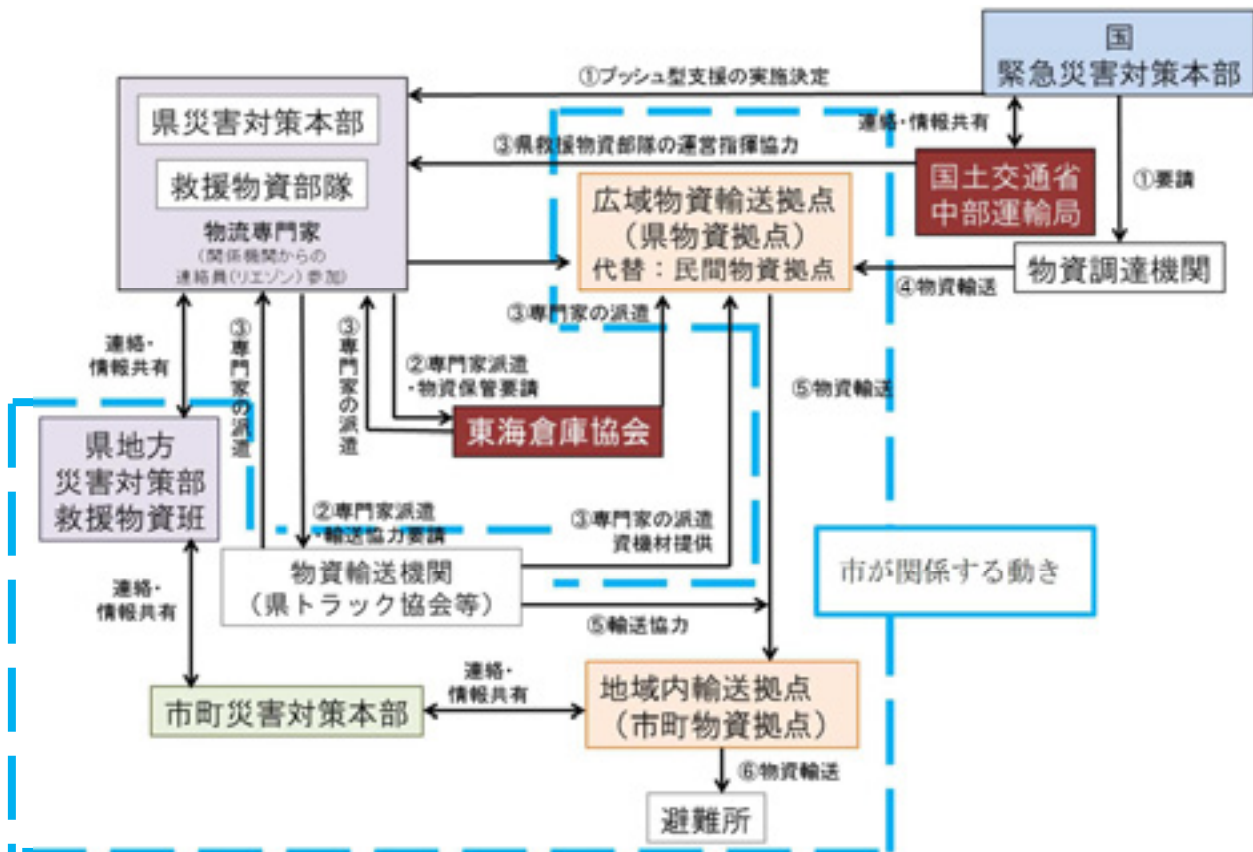 国
緊急災害対策本部
①プッシュ型支援の実施決定
県災害対策本部
救援物資部隊
物流専門家
(関係機関からの
連絡員(リエゾン)参加)
連絡・情報共有
③県救援物資部隊の運営指揮協力
国土交通省
中部運輸局
①要請
広域物資輸送拠点
(県物資拠点)
代替:民間物資拠点
物資調達機関
④物資輸送
③専門家の派遣
連絡・
情報共有
③専門家の派遣
③専門家の派遣
②専門家派遣
・物資保管要請
⑤物資輸送
東海倉庫協会
県地方
災害対策部
救援物資班
②専門家派遣
・輸送協力要請
③専門家の派遣
資機材提供
物資輸送機関
(県トラック協会等)
市が関係する動き
連絡・
情報共有
⑤輸送協力
連絡・
情報共有
市町災害対策本部
地域内輸送拠点
(市町物資拠点)
⑥物資輸送
避難所